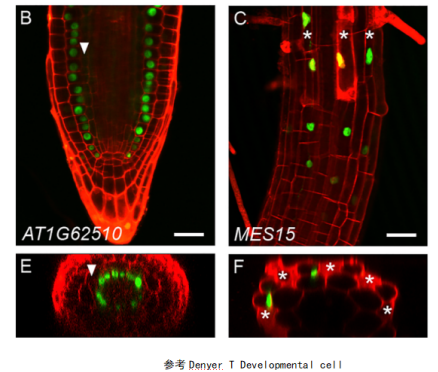 B
C
* * *
AT1G62510
MES15
E
F
* * * * *
参考 Denyer T Developmental cell